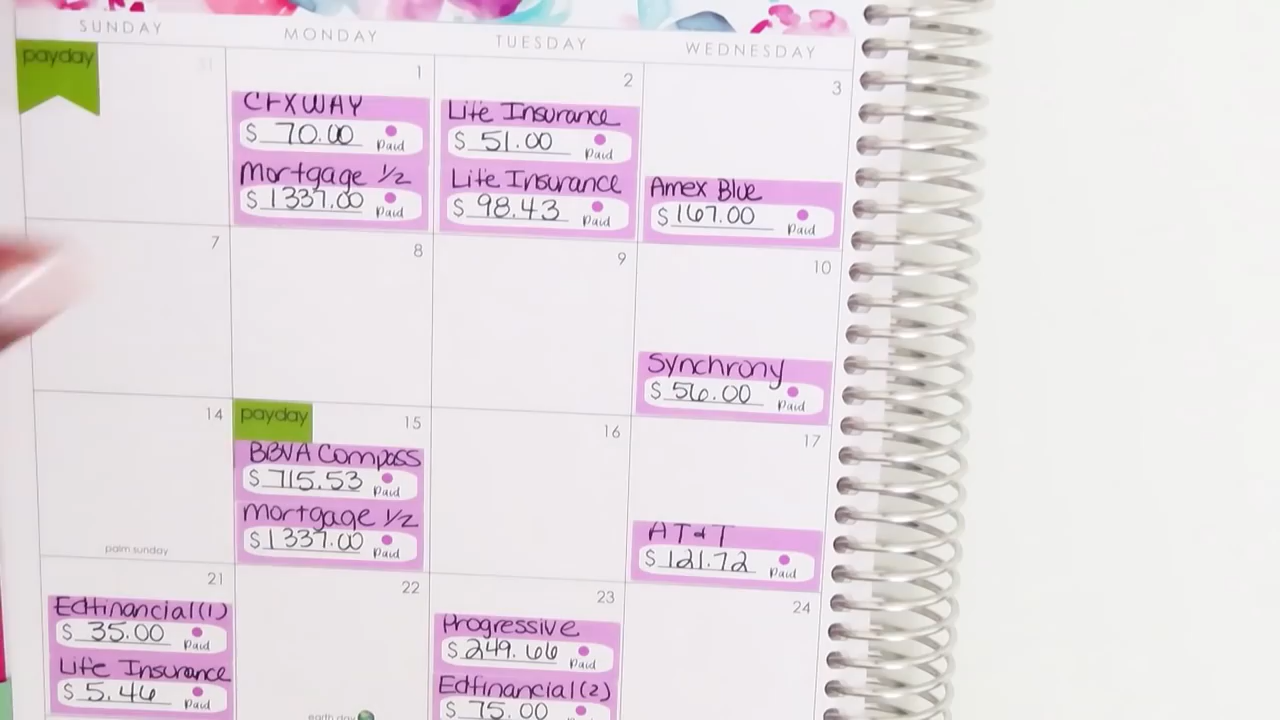 SUNDAY MONDAY TUESDAY WEDNESDAY
payday 31 1 2 3
CFXWAY
$ 70.00 Paid
Mortgage 1/2
$ 1337.00 Paid
Life Insurance
$ 51.00 Paid
Life Insurance
$ 98.43 Paid
Amex Blue
$ 167.00 Paid
7 8 9 10
Synchrony
$ 56.00 Paid
14 payday 15 16 17
palm sunday
BBVA Compass
$ 715.53 Paid
Mortgage 1/2
$ 1337.00 Paid
AT&T
$ 121.72 Paid
21 22 23 24
Edfinancial(1)
$ 35.00 Paid
Life Insurance
$ 5.46 Paid
earth day
Progressive
$ 249.66 Paid
Edfinancial(2)
$ 75.00